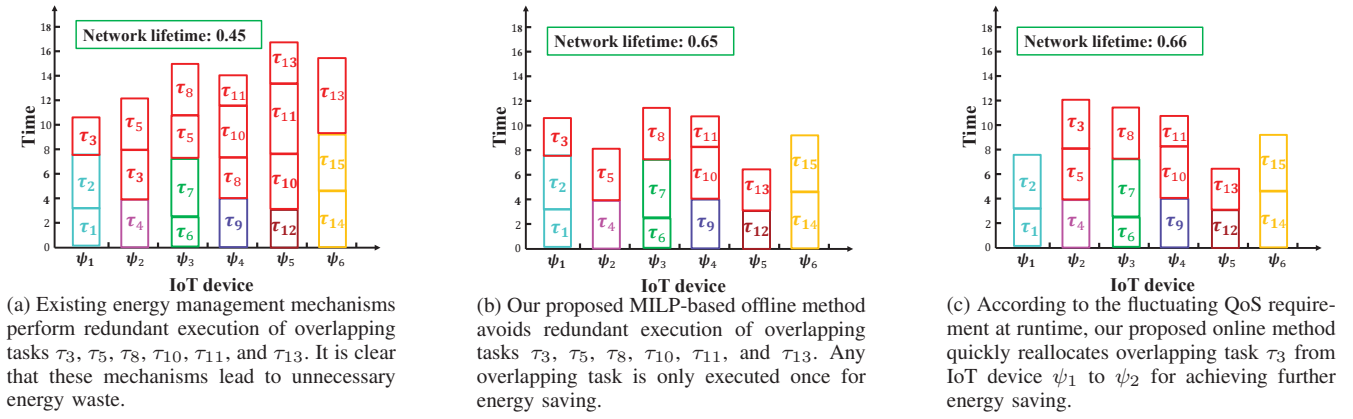 Network lifetime: 0.45
Time
18
16
14
12
10
8
6
4
2
0
τ3
τ2
τ1
τ5
τ3
τ4
τ8
τ5
τ7
τ6
τ11
τ10
τ8
τ9
τ13
τ11
τ10
τ12
τ13
τ15
τ14
ψ1 ψ2 ψ3 ψ4 ψ5 ψ6
IoT device
(a) Existing energy management mechanisms
perform redundant execution of overlapping
tasks τ3, τ5, τ8, τ10, τ11, and τ13. It is clear
that these mechanisms lead to unnecessary
energy waste.
Network lifetime: 0.65
Time
18
16
14
12
10
8
6
4
2
0
τ3
τ2
τ1
τ5
τ4
τ8
τ7
τ6
τ11
τ10
τ9
τ13
τ12
τ15
τ14
ψ1 ψ2 ψ3 ψ4 ψ5 ψ6
IoT device
(b) Our proposed MILP-based offline method
avoids redundant execution of overlapping
tasks τ3, τ5, τ8, τ10, τ11, and τ13. Any
overlapping task is only executed once for
energy saving.
Network lifetime: 0.66
Time
18
16
14
12
10
8
6
4
2
0
τ2
τ1
τ3
τ5
τ4
τ8
τ7
τ6
τ11
τ10
τ9
τ13
τ12
τ15
τ14
ψ1 ψ2 ψ3 ψ4 ψ5 ψ6
IoT device
(c) According to the fluctuating QoS require-
ment at runtime, our proposed online method
quickly reallocates overlapping task τ3 from
IoT device ψ1 to ψ2 for achieving further
energy saving.